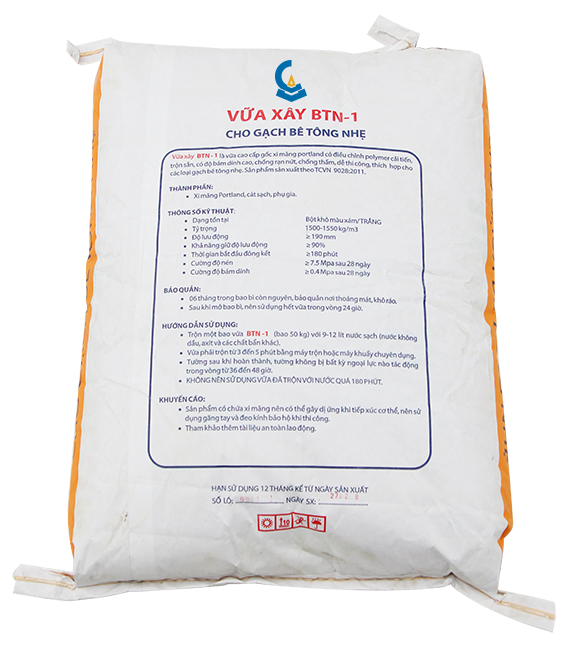 VỮA XÂY BTN-1
CHO GẠCH BÊ TÔNG NHẸ
Vữa xây BTN - 1 là vữa cao cấp gốc xi măng portland có điều chỉnh polymer cải tiến,
trộn sẵn, có độ bám dính cao, chống rạn nứt, chống thấm, dễ thi công, thích hợp cho
các loại gạch bê tông nhẹ. Sản phẩm sản xuất theo TCVN 9028:2011.
THÀNH PHẦN:
• Xi măng Portland, cát sạch, phụ gia.
THÔNG SỐ KỸ THUẬT:
• Dạng tồn tại Bột khô màu xám/TRẮNG
• Tỷ trọng 1500-1550 kg/m3
• Độ lưu động ≥ 190 mm
• Khả năng giữ độ lưu động ≥ 90%
• Thời gian bắt đầu đông kết ≥ 180 phút
• Cường độ nén ≥ 7.5 Mpa sau 28 ngày
• Cường độ bám dính ≥ 0.4 Mpa sau 28 ngày
BẢO QUẢN:
• 06 tháng trong bao bì còn nguyên, bảo quản nơi thoáng mát, khô ráo.
• Sau khi mở bao bì, nên sử dụng hết vữa trong vòng 24 giờ.
HƯỚNG DẪN SỬ DỤNG:
• Trộn một bao vữa BTN -1 (bao 50 kg) với 9-12 lít nước sạch (nước không
dầu, axít và các chất bẩn khác).
• Vữa phải trộn từ 3 đến 5 phút bằng máy trộn hoặc máy khuấy chuyên dụng.
• Tường sau khi hoàn thành, tường không bị bất kỳ ngoại lực nào tác động
trong vòng từ 36 đến 48 giờ.
• KHÔNG NÊN SỬ DỤNG VỮA ĐÃ TRỘN VỚI NƯỚC QUÁ 180 PHÚT.
KHUYẾN CÁO:
• Sản phẩm có chứa xi măng nên có thể gây dị ứng khi tiếp xúc cơ thể, nên sử
dụng găng tay và đeo kính bảo hộ khi thi công.
• Tham khảo thêm tài liệu an toàn lao động.
HẠN SỬ DỤNG 12 THÁNG KỂ TỪ NGÀY SẢN XUẤT
SỐ LÔ: NGÀY SX: